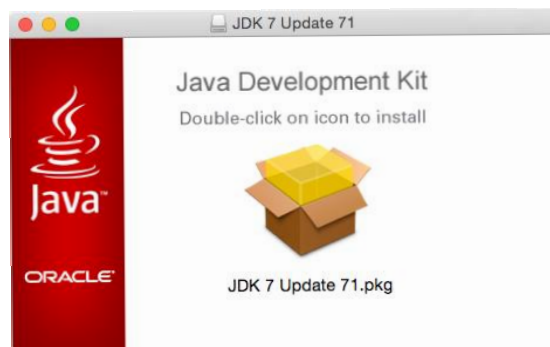 JDK 7 Update 71
Java Development Kit
Double-click on icon to install
Java™
ORACLE®
JDK 7 Update 71.pkg